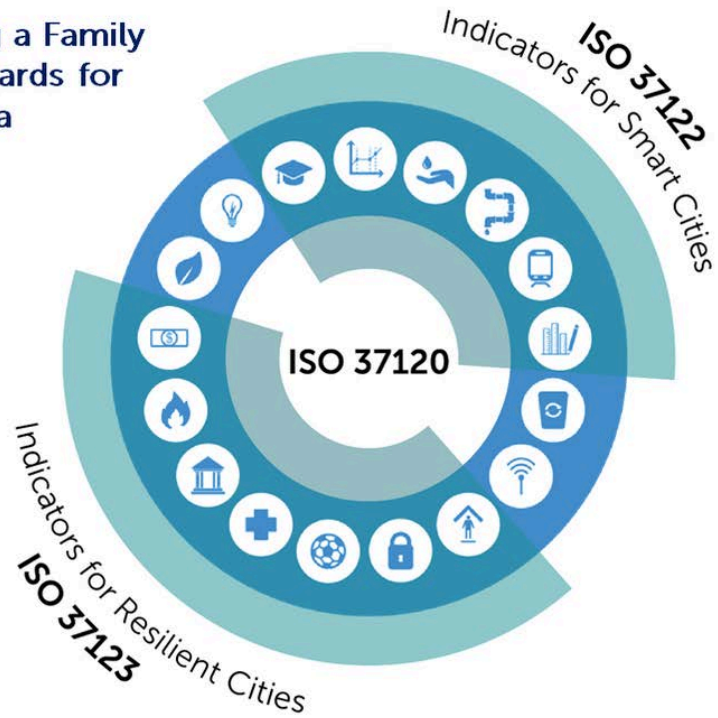 a Family
ards for
a
Indicators for Smart Cities
ISO 37122
ISO 37120
Indicators for Resilient Cities
ISO 37123